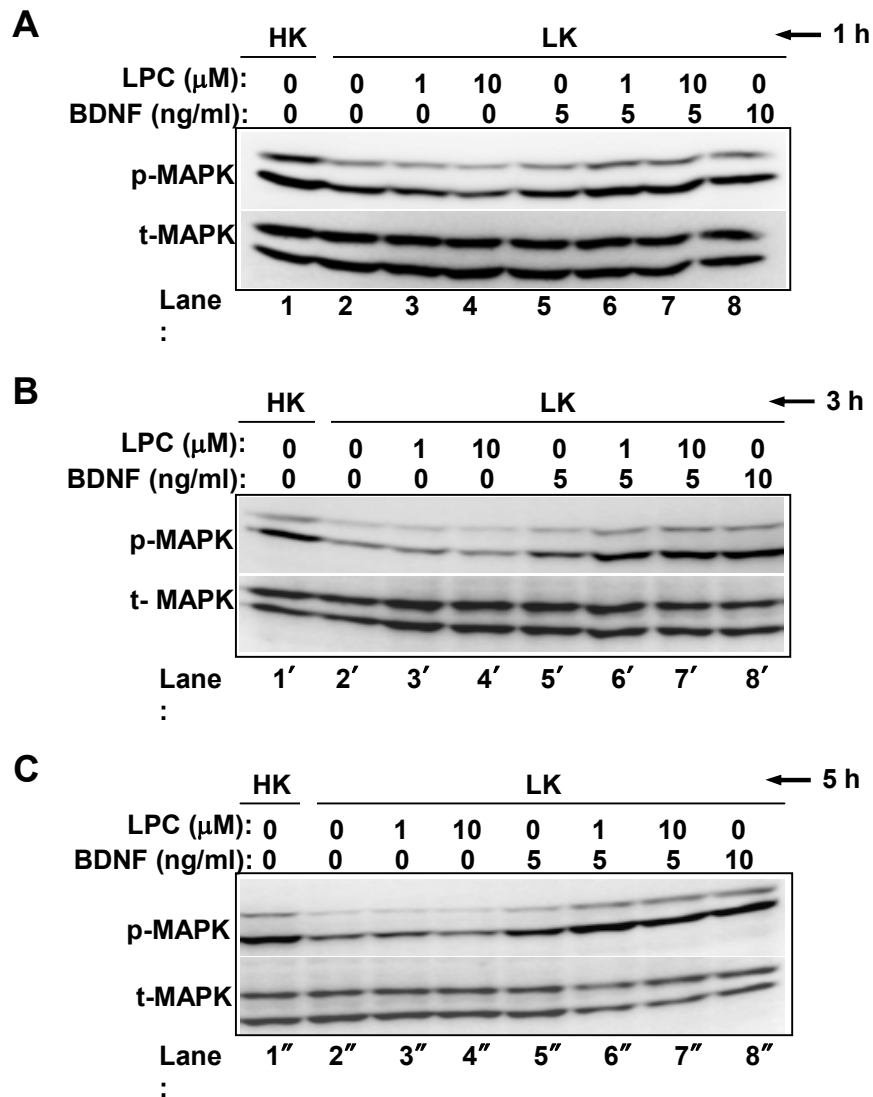 A
HK LK ← 1 h
LPC (μM): 0 0 1 10 0 1 10 0
BDNF (ng/ml): 0 0 0 0 5 5 5 10
p-MAPK
t-MAPK
Lane 1 2 3 4 5 6 7 8
:
B
HK LK ← 3 h
LPC (μM): 0 0 1 10 0 1 10 0
BDNF (ng/ml): 0 0 0 0 5 5 5 10
p-MAPK
t- MAPK
Lane 1′ 2′ 3′ 4′ 5′ 6′ 7′ 8′
:
C
HK LK ← 5 h
LPC (μM): 0 0 1 10 0 1 10 0
BDNF (ng/ml): 0 0 0 0 5 5 5 10
p-MAPK
t-MAPK
Lane 1″ 2″ 3″ 4″ 5″ 6″ 7″ 8″
: